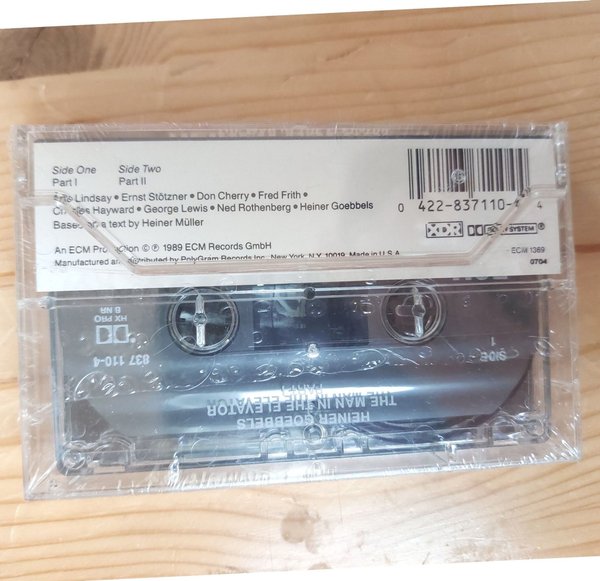 Side One Side Two
Part I Part II
Arto Lindsay • Ernst Stötzner • Don Cherry • Fred Frith •
Charles Hayward • George Lewis • Ned Rothenberg • Heiner Goebbels
Based on a text by Heiner Müller
An ECM Production © ℗ 1989 ECM Records GmbH
Manufactured and distributed by PolyGram Records Inc., New York, N.Y. 10019. Made in U.S.A.
0 422-837110- 4
XDR DOLBY SYSTEM ®
ECM 1369
0704
HX PRO
B NR
837 110-4
SIDE
1
HEINER GOEBBELS
THE MAN IN THE ELEVATOR